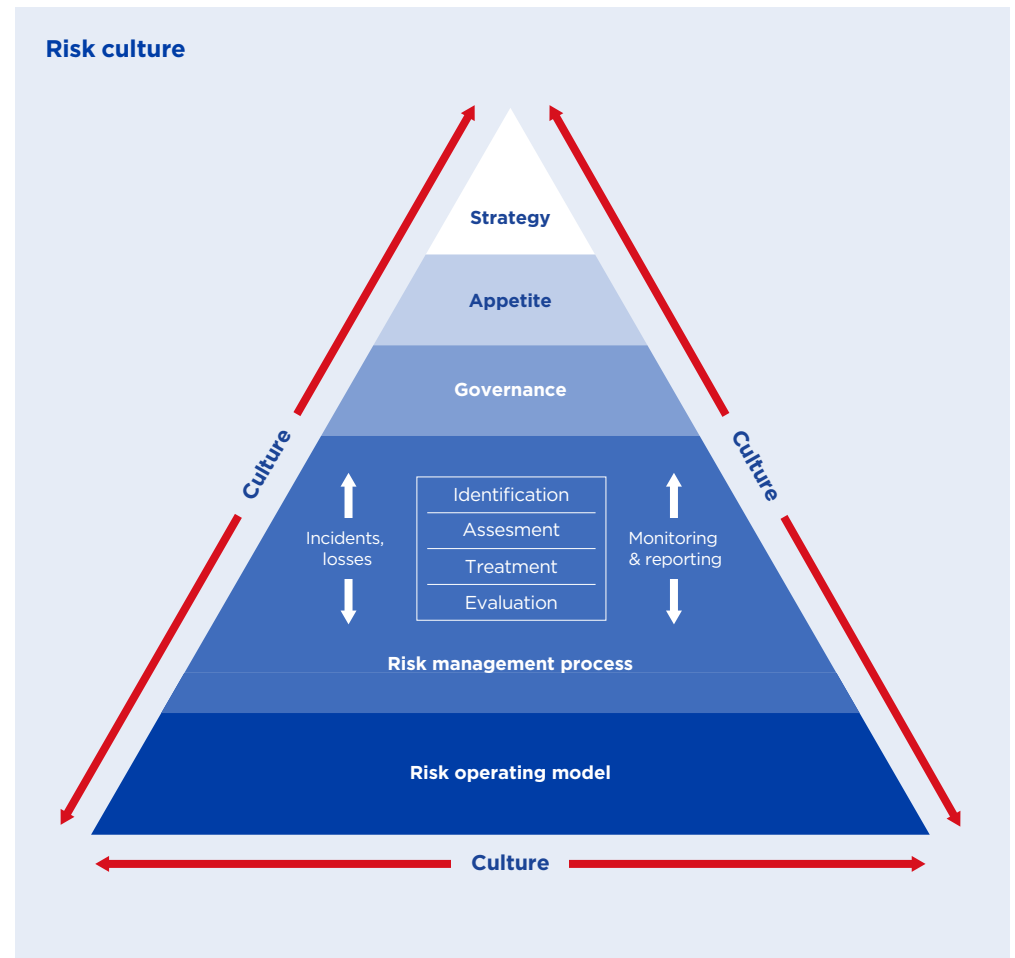 Risk culture
Strategy
Appetite
Governance
Culture
Culture
Identification
Assesment
Treatment
Evaluation
Incidents,
losses
Monitoring
& reporting
Risk management process
Risk operating model
Culture